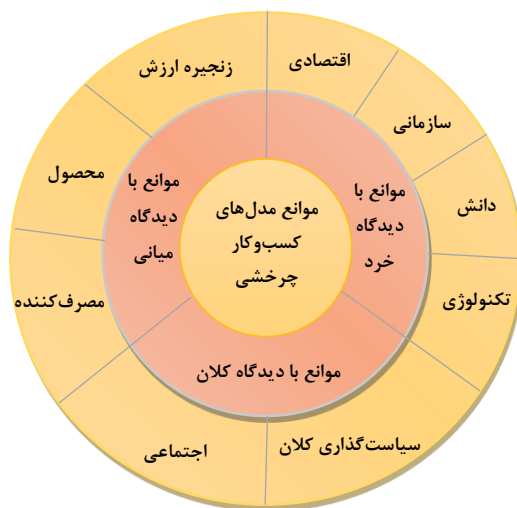 اقتصادی
سازمانی
دانش
تکنولوژی
سیاست‌گذاری کلان
اجتماعی
مصرف‌کننده
محصول
زنجیره ارزش
موانع با
دیدگاه
خرد
موانع با دیدگاه کلان
موانع با
دیدگاه
میانی
موانع مدل‌های
کسب‌وکار
چرخشی